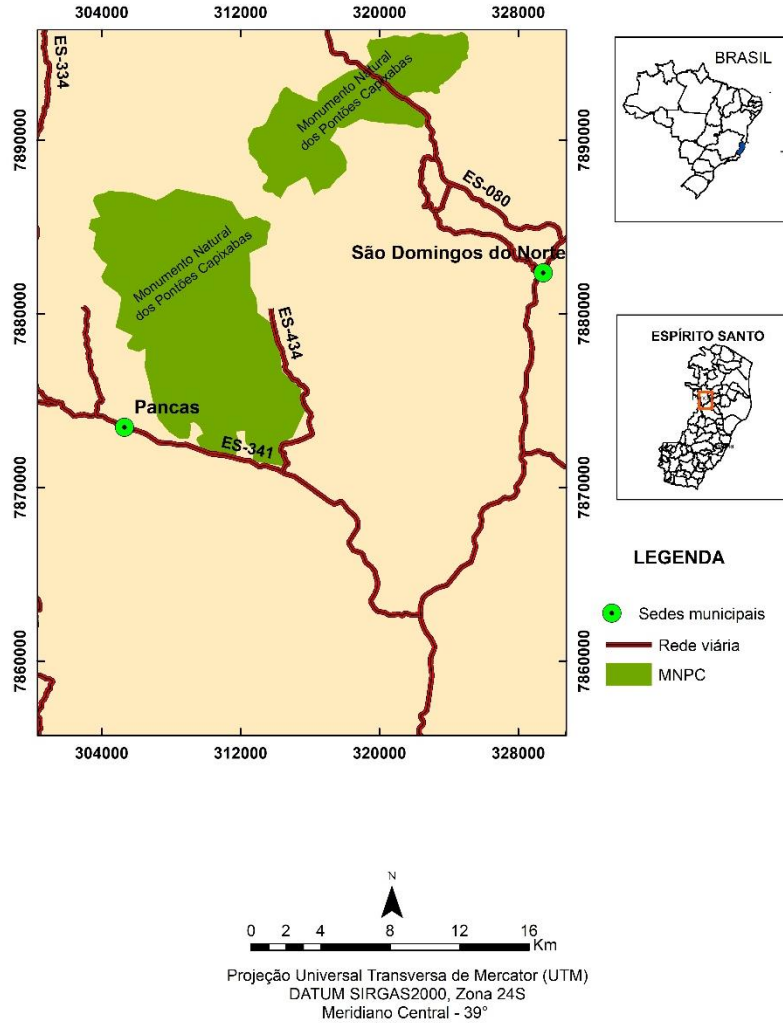 304000 312000 320000 328000
ES-334
Monumento Natural
dos Pontões Capixabas
7890000
7890000
ES-080
São Domingos do Norte
Monumento Natural
dos Pontões Capixabas
7880000
7880000
ES-434
Pancas
ES-341
7870000
7870000
7860000
7860000
304000 312000 320000 328000
BRASIL
ESPÍRITO SANTO
LEGENDA
Sedes municipais
Rede viária
MNPC
N
0 2 4 8 12 16
Km
Projeção Universal Transversa de Mercator (UTM)
DATUM SIRGAS2000, Zona 24S
Meridiano Central - 39°